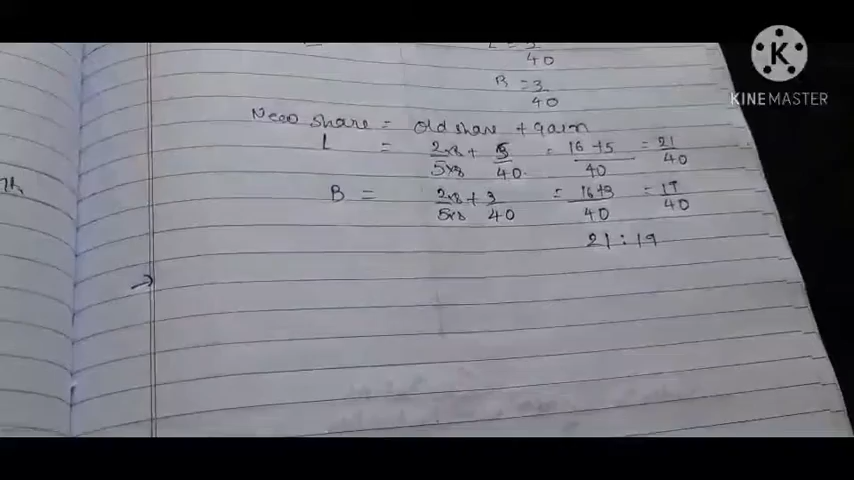 L = 5/40
B = 3/40
New share = old share + gain
L = 2x8/5x8 + 5/40 = 16+5/40 = 21/40
B = 2x8/5x8 + 3/40 = 16+3/40 = 19/40
21 : 19
K
KINEMASTER